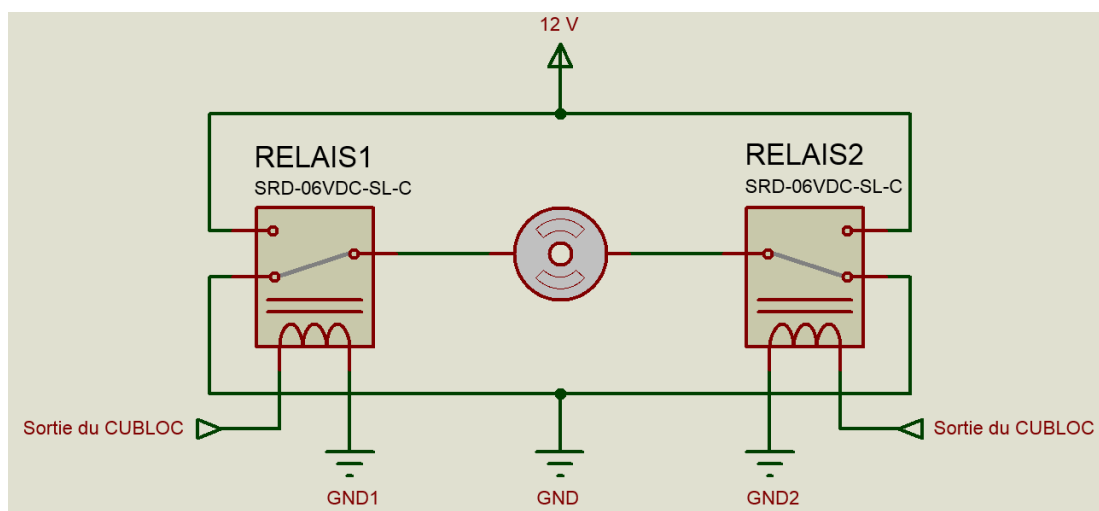 12 V
RELAIS1
SRD-06VDC-SL-C
RELAIS2
SRD-06VDC-SL-C
Sortie du CUBLOC
Sortie du CUBLOC
GND1
GND
GND2